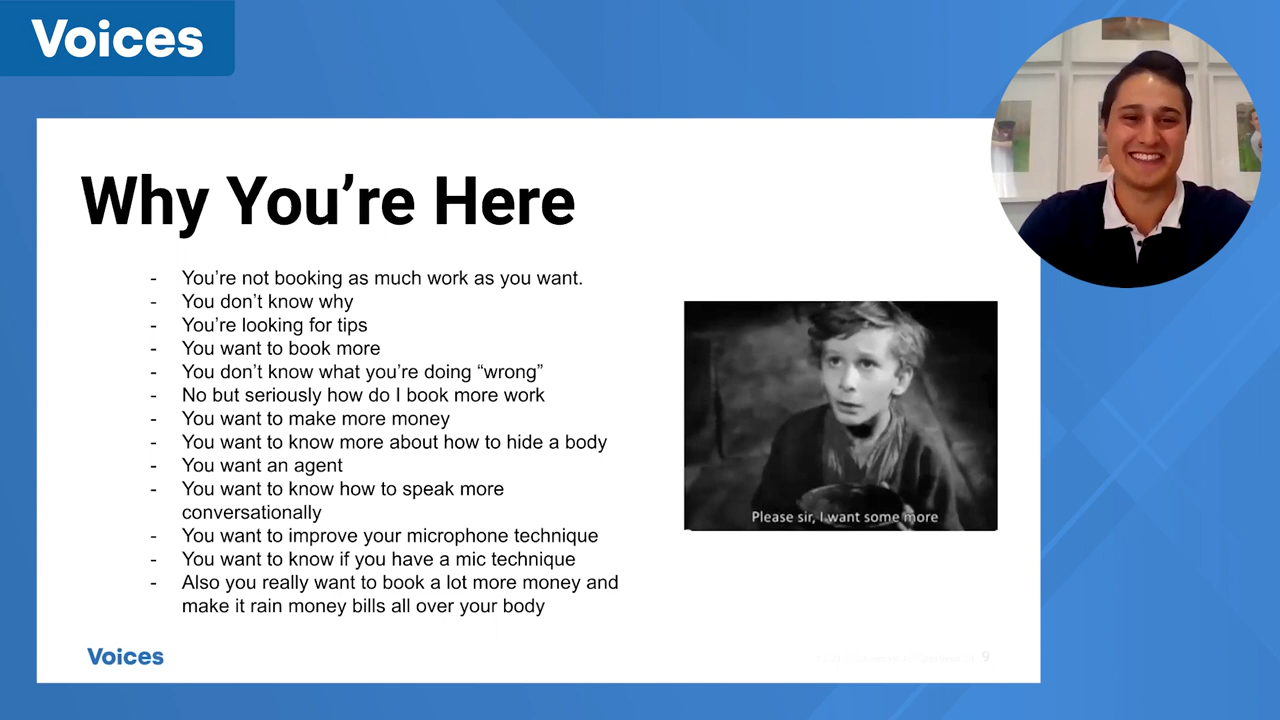 Voices
Why You’re Here
- You’re not booking as much work as you want.
- You don’t know why
- You’re looking for tips
- You want to book more
- You don’t know what you’re doing “wrong”
- No but seriously how do I book more work
- You want to make more money
- You want to know more about how to hide a body
- You want an agent
- You want to know how to speak more
conversationally
- You want to improve your microphone technique
- You want to know if you have a mic technique
- Also you really want to book a lot more money and
make it rain money bills all over your body
Please sir, I want some more
Voices
9